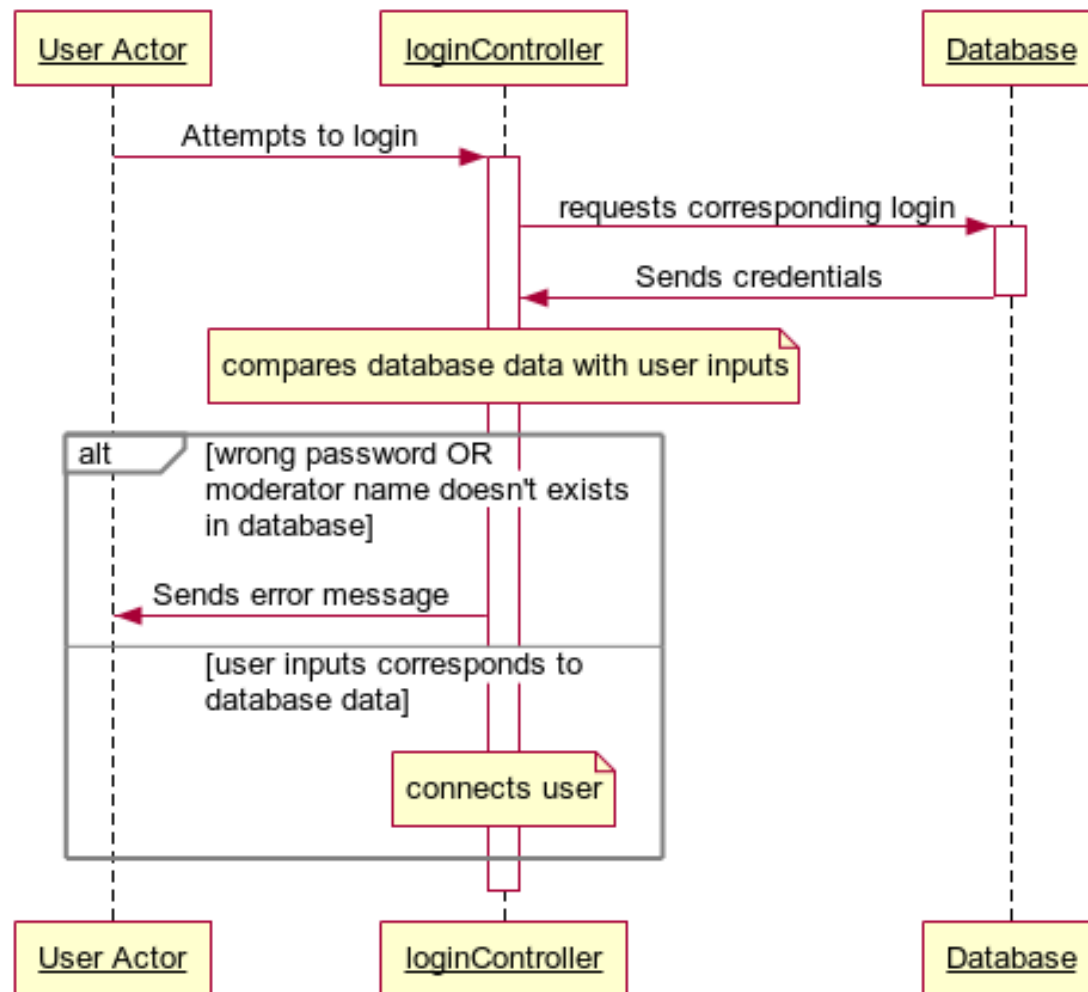 User Actor
loginController
Database
Attempts to login
requests corresponding login
Sends credentials
compares database data with user inputs
alt
[wrong password OR
moderator name doesn't exists
in database]
Sends error message
[user inputs corresponds to
database data]
connects user
User Actor
loginController
Database